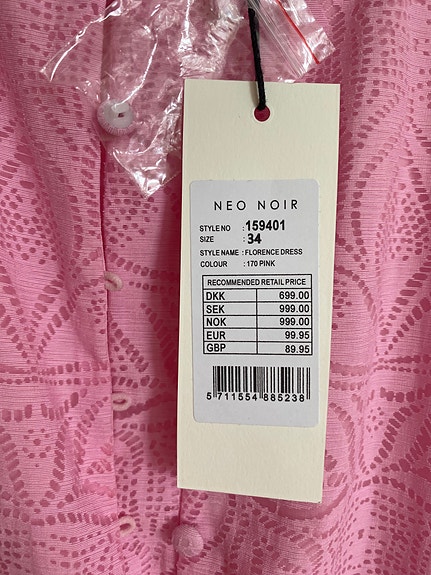 NEO NOIR
STYLE NO : 159401
SIZE : 34
STYLE NAME : FLORENCE DRESS
COLOUR : 170 PINK
RECOMMENDED RETAIL PRICE
DKK 699.00
SEK 999.00
NOK 999.00
EUR 99.95
GBP 89.95
5 711554 885238